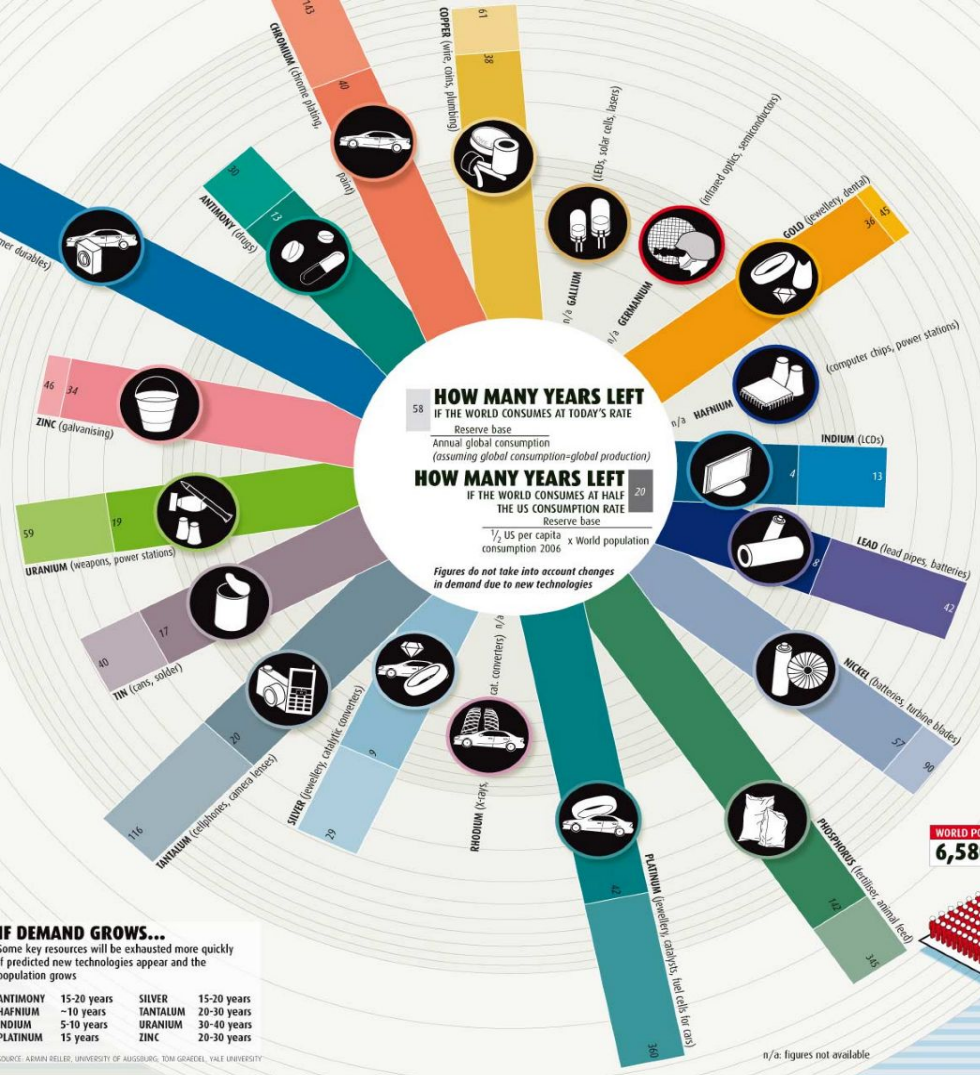 143
40
CHROMIUM (chrome plating,
paint)
61
38
COPPER (wire, coins, plumbing)
30
13
ANTIMONY (drugs)
n/a GALLIUM
(LEDs, solar cells, lasers)
n/a GERMANIUM
(infrared optics, semiconductors)
GOLD (jewellery, dental)
36
45
n/a HAFNIUM
(computer chips, power stations)
INDIUM (LCDs)
4
13
LEAD (lead pipes, batteries)
8
42
NICKEL (batteries, turbine blades)
57
90
PHOSPHORUS (fertiliser, animal feed)
142
345
PLATINUM (jewellery, catalysts, fuel cells for cars)
42
360
RHODIUM (X-rays,
cat. converters) n/a
SILVER (jewellery, catalytic converters)
9
29
TANTALUM (cellphones, camera lenses)
20
116
TIN (cans, solder)
17
40
URANIUM (weapons, power stations)
19
59
ZINC (galvanising)
34
46
mer durables)
58
HOW MANY YEARS LEFT
IF THE WORLD CONSUMES AT TODAY'S RATE
Reserve base
Annual global consumption
(assuming global consumption=global production)
HOW MANY YEARS LEFT
20
IF THE WORLD CONSUMES AT HALF
THE US CONSUMPTION RATE
Reserve base
1/2 US per capita
consumption 2006 x World population
Figures do not take into account changes
in demand due to new technologies
WORLD PO
6,58
IF DEMAND GROWS...
Some key resources will be exhausted more quickly
if predicted new technologies appear and the
population grows
ANTIMONY 15-20 years SILVER 15-20 years
HAFNIUM ~10 years TANTALUM 20-30 years
INDIUM 5-10 years URANIUM 30-40 years
PLATINUM 15 years ZINC 20-30 years
SOURCE: ARMIN RELLER, UNIVERSITY OF AUGSBURG; TOM GRAEDEL, YALE UNIVERSITY
n/a: figures not available